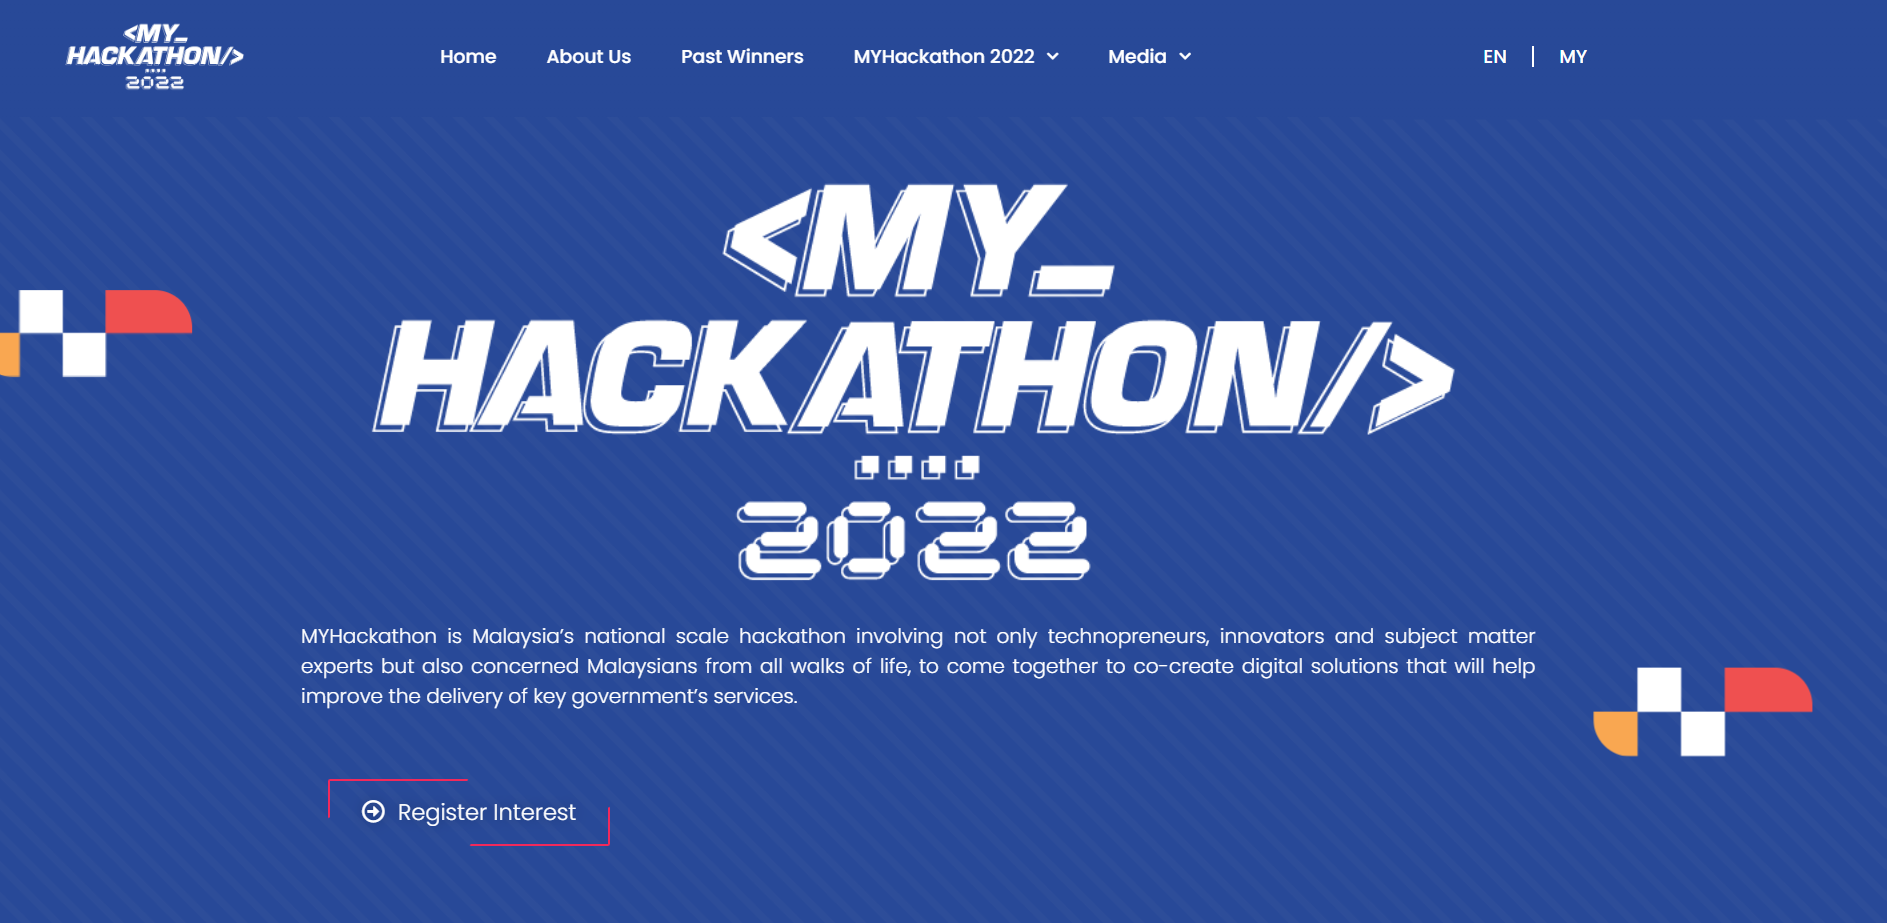 <MY_
HACKATHON/>
2022
Home
About Us
Past Winners
MYHackathon 2022
Media
EN | MY
<MY_
HACKATHON/>
2022
MYHackathon is Malaysia’s national scale hackathon involving not only technopreneurs, innovators and subject matter
experts but also concerned Malaysians from all walks of life, to come together to co-create digital solutions that will help
improve the delivery of key government’s services.
Register Interest